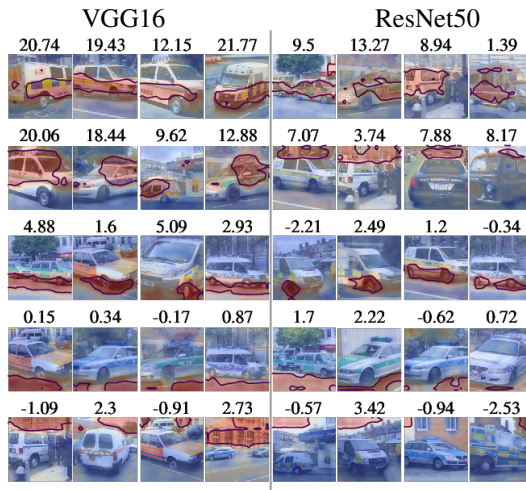 VGG16 ResNet50
20.74 19.43 12.15 21.77 9.5 13.27 8.94 1.39
20.06 18.44 9.62 12.88 7.07 3.74 7.88 8.17
4.88 1.6 5.09 2.93 -2.21 2.49 1.2 -0.34
0.15 0.34 -0.17 0.87 1.7 2.22 -0.62 0.72
-1.09 2.3 -0.91 2.73 -0.57 3.42 -0.94 -2.53